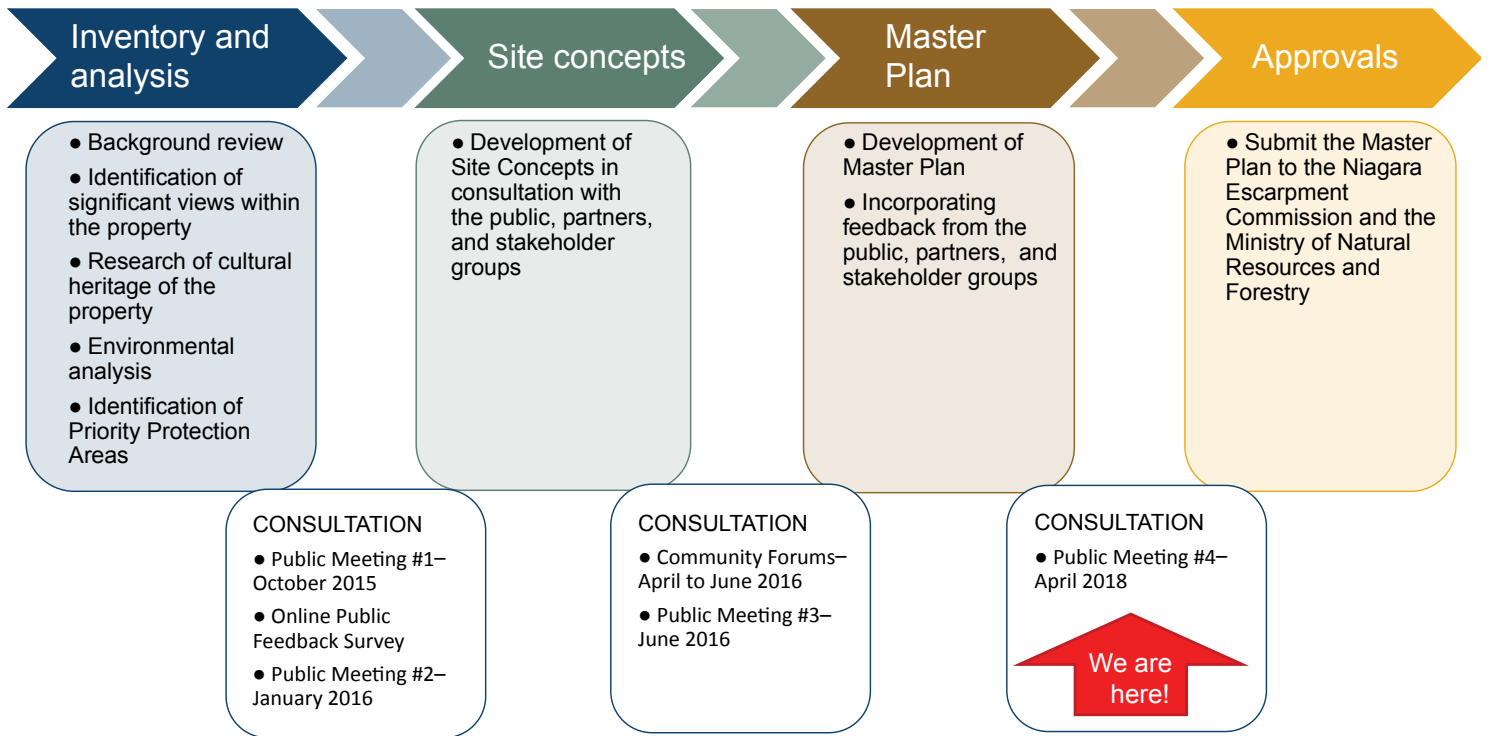 Inventory and
analysis
Site concepts
Master
Plan
Approvals
● Background review
● Identification of
significant views within
the property
● Research of cultural
heritage of the
property
● Environmental
analysis
● Identification of
Priority Protection
Areas
● Development of
Site Concepts in
consultation with
the public, partners,
and stakeholder
groups
● Development of
Master Plan
● Incorporating
feedback from the
public, partners,  and
stakeholder groups
● Submit the Master
Plan to the Niagara
Escarpment
Commission and the
Ministry of Natural
Resources and
Forestry
CONSULTATION
● Public Meeting #1–
October 2015
● Online Public
Feedback Survey
● Public Meeting #2–
January 2016
CONSULTATION
● Community Forums–
April to June 2016
● Public Meeting #3–
June 2016
CONSULTATION
● Public Meeting #4–
April 2018
We are
here!